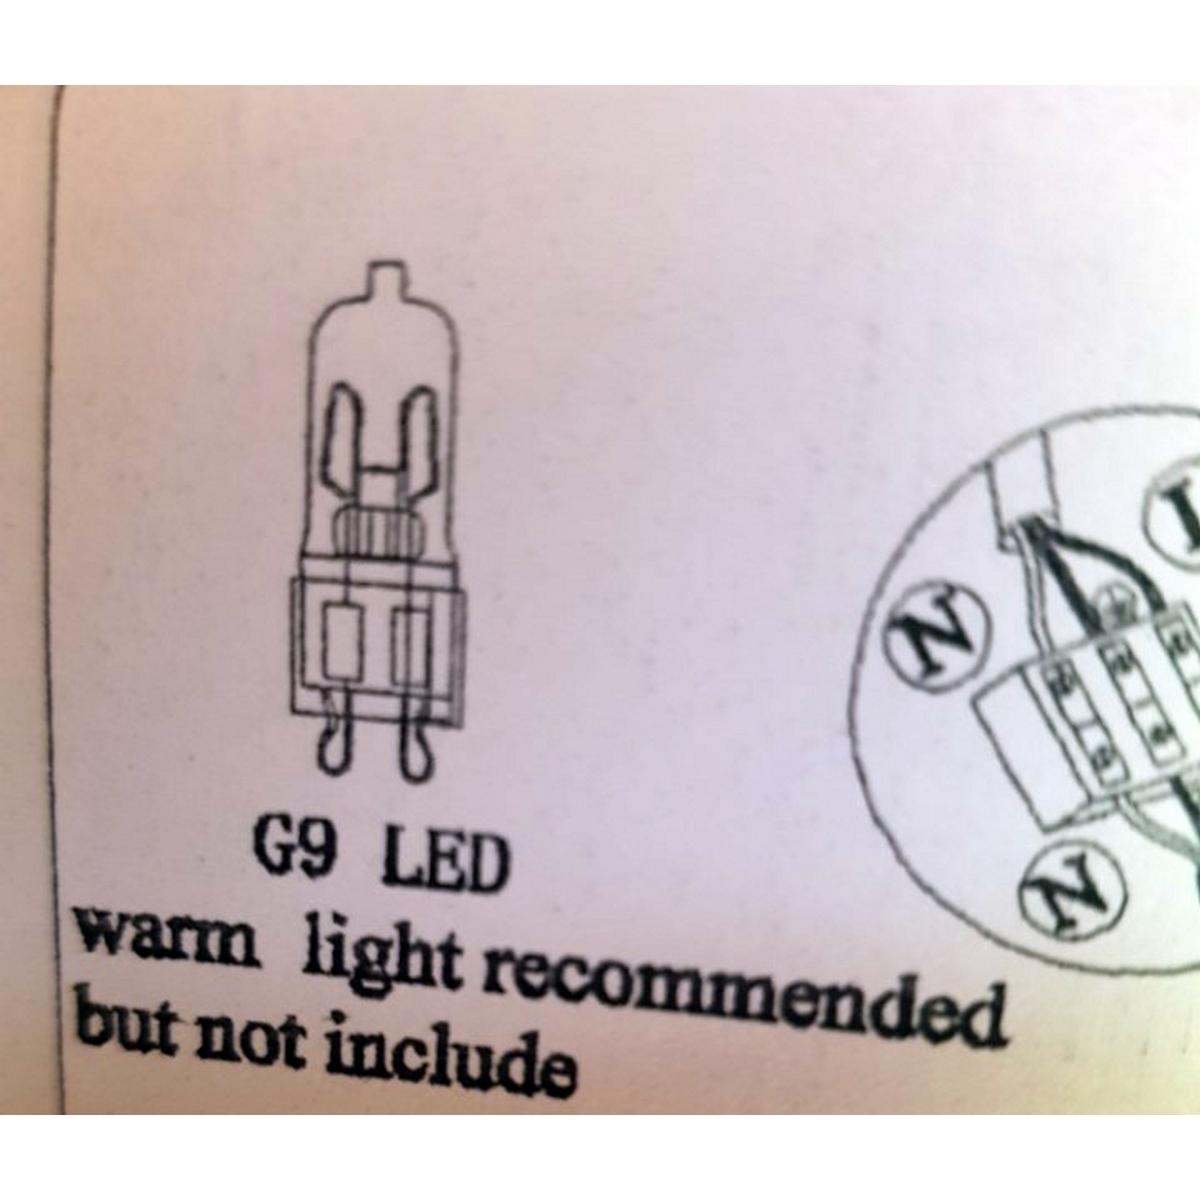 G9 LED
warm light recommended
but not include
N
L
N